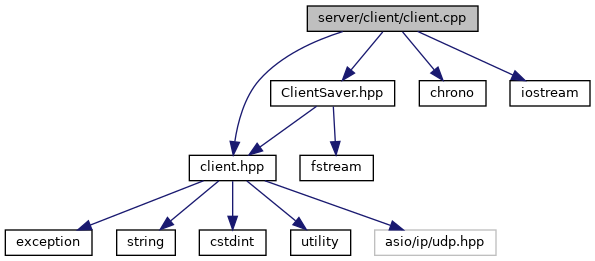 server/client/client.cpp
ClientSaver.hpp
chrono
iostream
client.hpp
fstream
exception
string
cstdint
utility
asio/ip/udp.hpp